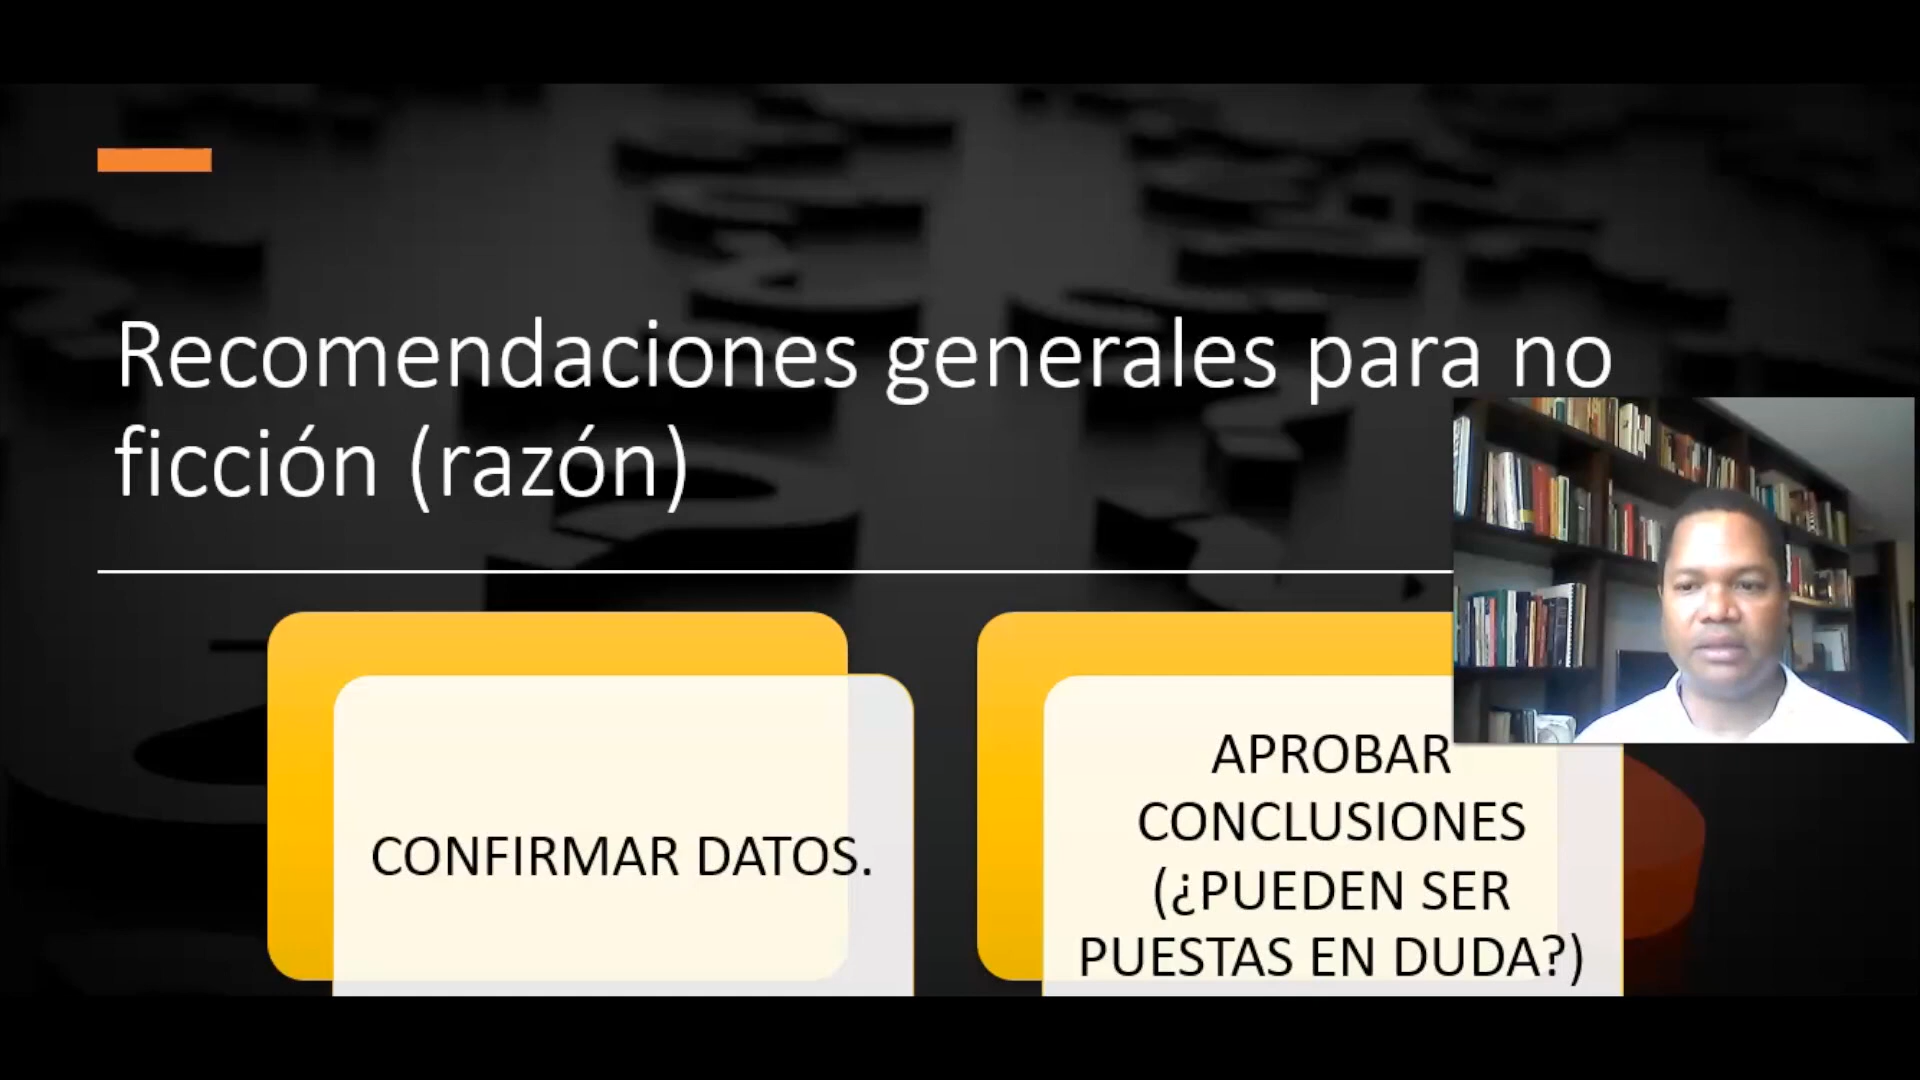 Recomendaciones generales para no
ficción (razón)
CONFIRMAR DATOS.
APROBAR
CONCLUSIONES
(¿PUEDEN SER
PUESTAS EN DUDA?)